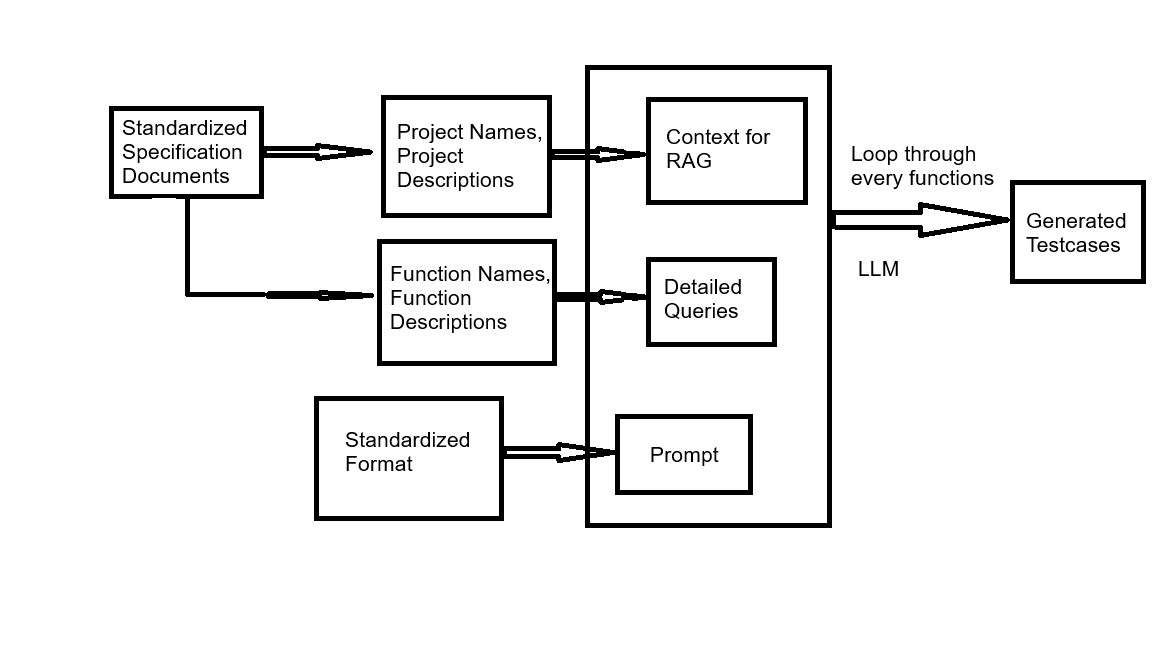 Standardized
Specification
Documents
Project Names,
Project
Descriptions
Context for
RAG
Loop through
every functions
Generated
Testcases
LLM
Function Names,
Function
Descriptions
Detailed
Queries
Standardized
Format
Prompt